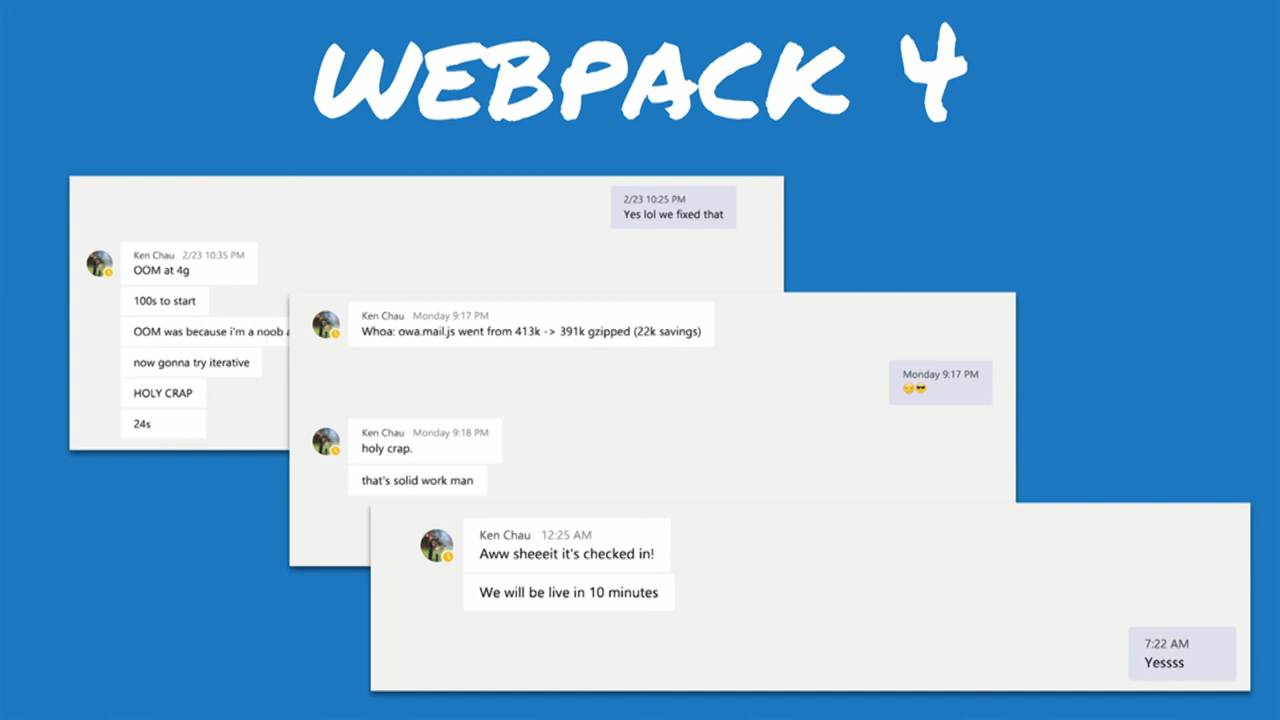 WEBPACK 4
2/23 10:25 PM
Yes lol we fixed that
Ken Chau 2/23 10:35 PM
OOM at 4g
100s to start
OOM was because i'm a noob a
now gonna try iterative
HOLY CRAP
24s
Ken Chau Monday 9:17 PM
Whoa: owa.mail.js went from 413k -> 391k gzipped (22k savings)
Monday 9:17 PM
😏😎
Ken Chau Monday 9:18 PM
holy crap.
that's solid work man
Ken Chau 12:25 AM
Aww sheeeit it's checked in!
We will be live in 10 minutes
7:22 AM
Yessss